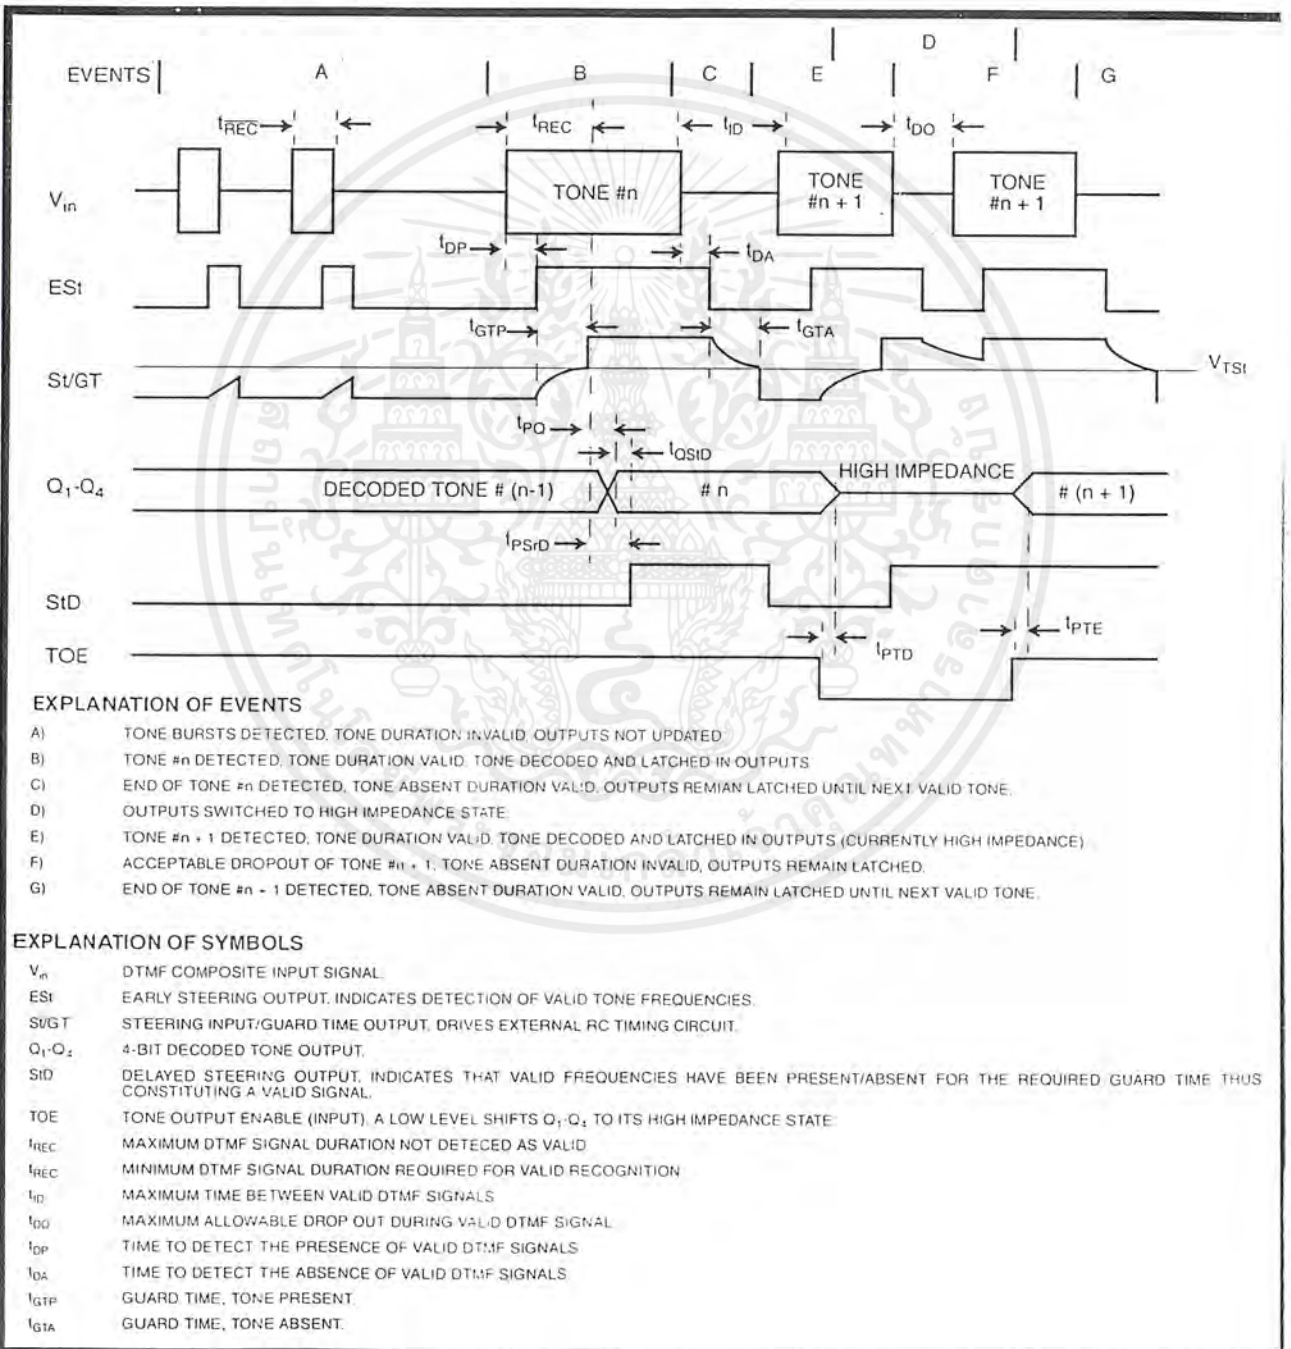 D
EVENTS A B C E F G
tREC tREC tID tDO
Vin TONE #n TONE #n + 1 TONE #n + 1
tDP tDA
ESt
tGTP tGTA
St/GT VTSt
tPQ tQStD
Q1-Q4 DECODED TONE # (n-1) # n HIGH IMPEDANCE # (n + 1)
tPSrD
StD
tPTD tPTE
TOE
EXPLANATION OF EVENTS
A) TONE BURSTS DETECTED, TONE DURATION INVALID, OUTPUTS NOT UPDATED
B) TONE #n DETECTED, TONE DURATION VALID, TONE DECODED AND LATCHED IN OUTPUTS
C) END OF TONE #n DETECTED, TONE ABSENT DURATION VALID, OUTPUTS REMIAN LATCHED UNTIL NEXT VALID TONE.
D) OUTPUTS SWITCHED TO HIGH IMPEDANCE STATE.
E) TONE #n + 1 DETECTED, TONE DURATION VALID, TONE DECODED AND LATCHED IN OUTPUTS (CURRENTLY HIGH IMPEDANCE)
F) ACCEPTABLE DROPOUT OF TONE #n + 1, TONE ABSENT DURATION INVALID, OUTPUTS REMAIN LATCHED.
G) END OF TONE #n - 1 DETECTED, TONE ABSENT DURATION VALID, OUTPUTS REMAIN LATCHED UNTIL NEXT VALID TONE.
EXPLANATION OF SYMBOLS
Vin DTMF COMPOSITE INPUT SIGNAL.
ESt EARLY STEERING OUTPUT, INDICATES DETECTION OF VALID TONE FREQUENCIES.
St/GT STEERING INPUT/GUARD TIME OUTPUT, DRIVES EXTERNAL RC TIMING CIRCUIT.
Q1-Q4 4-BIT DECODED TONE OUTPUT.
StD DELAYED STEERING OUTPUT, INDICATES THAT VALID FREQUENCIES HAVE BEEN PRESENT/ABSENT FOR THE REQUIRED GUARD TIME THUS
CONSTITUTING A VALID SIGNAL.
TOE TONE OUTPUT ENABLE (INPUT), A LOW LEVEL SHIFTS Q1-Q4 TO ITS HIGH IMPEDANCE STATE.
tREC MAXIMUM DTMF SIGNAL DURATION NOT DETECED AS VALID
tREC MINIMUM DTMF SIGNAL DURATION REQUIRED FOR VALID RECOGNITION
tID MAXIMUM TIME BETWEEN VALID DTMF SIGNALS
tDO MAXIMUM ALLOWABLE DROP OUT DURING VALID DTMF SIGNAL
tDP TIME TO DETECT THE PRESENCE OF VALID DTMF SIGNALS
tDA TIME TO DETECT THE ABSENCE OF VALID DTMF SIGNALS
tGTP GUARD TIME, TONE PRESENT.
tGTA GUARD TIME, TONE ABSENT.